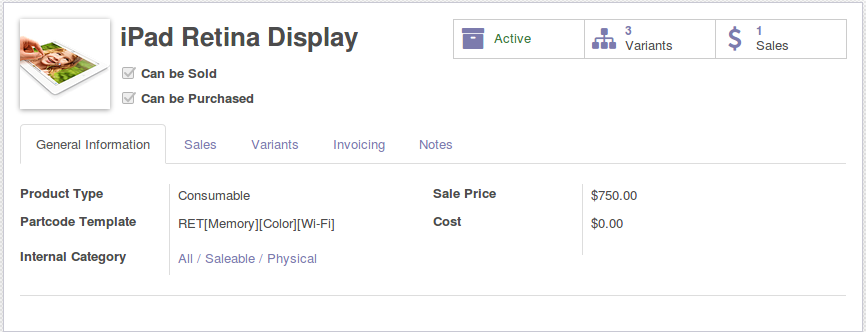 iPad Retina Display
Active
3
Variants
1
Sales
Can be Sold
Can be Purchased
General Information Sales Variants Invoicing Notes
Product Type Consumable Sale Price $750.00
Partcode Template RET[Memory][Color][Wi-Fi] Cost $0.00
Internal Category All / Saleable / Physical